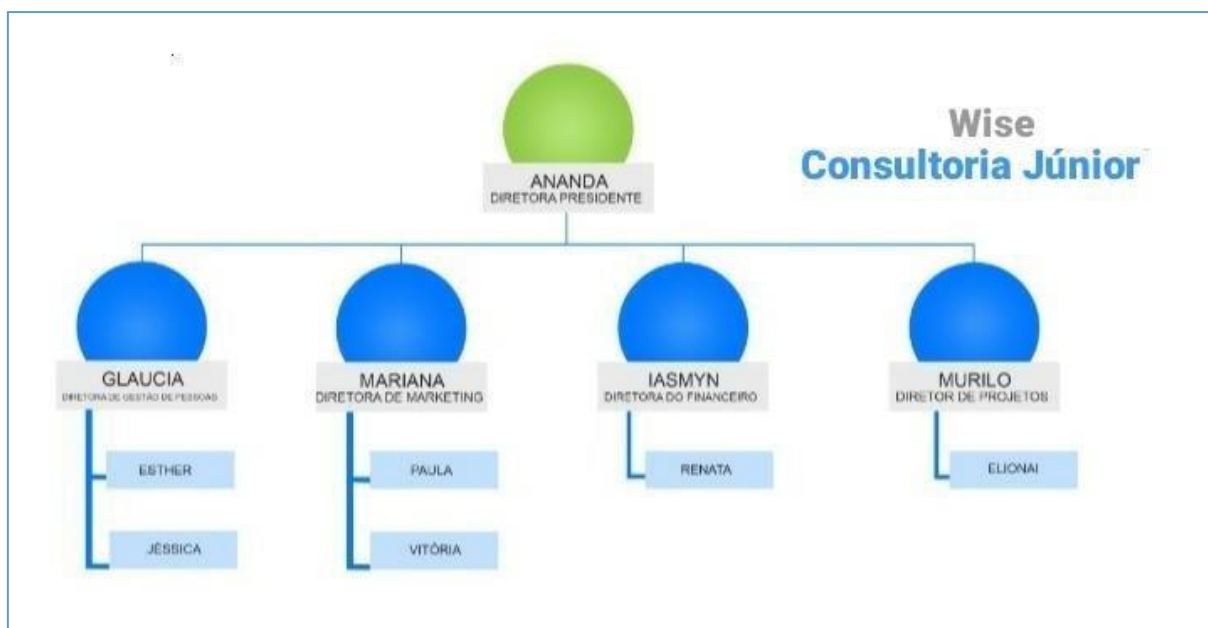 Wise
Consultoria Júnior
ANANDA
DIRETORA PRESIDENTE
GLAUCIA
DIRETORA DE GESTÃO DE PESSOAS
MARIANA
DIRETORA DE MARKETING
IASMYN
DIRETORA DO FINANCEIRO
MURILO
DIRETOR DE PROJETOS
ESTHER
PAULA
RENATA
ELIONAI
JÉSSICA
VITÓRIA